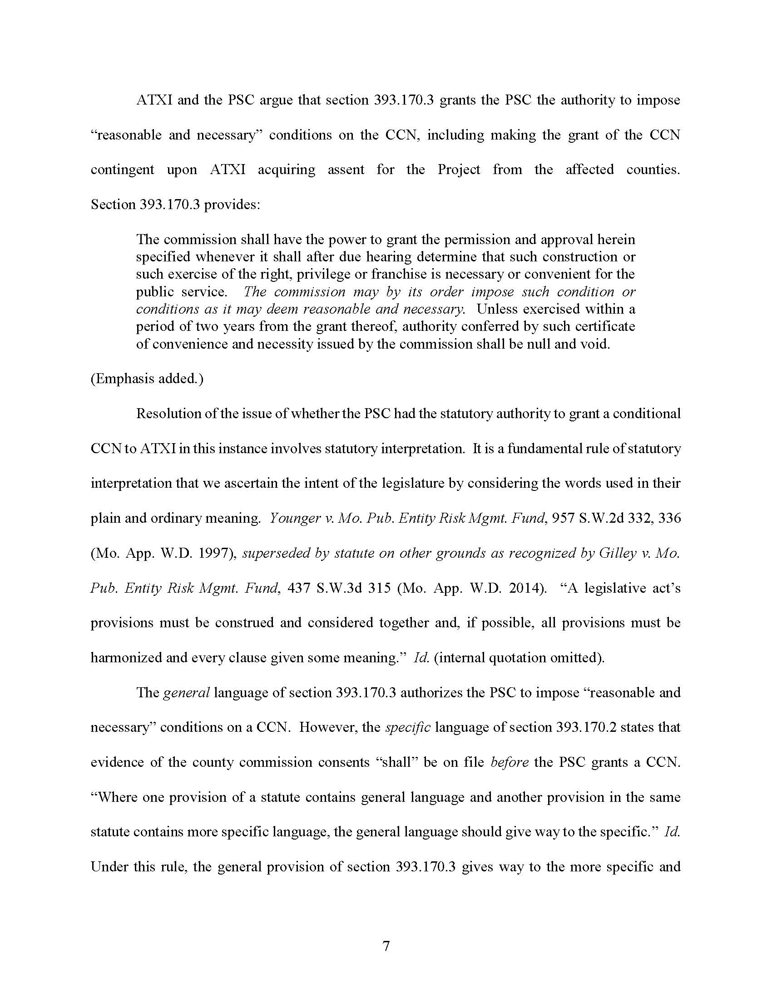 ATXI and the PSC argue that section 393.170.3 grants the PSC the authority to impose
“reasonable and necessary” conditions on the CCN, including making the grant of the CCN
contingent upon ATXI acquiring assent for the Project from the affected counties.
Section 393.170.3 provides:
The commission shall have the power to grant the permission and approval herein
specified whenever it shall after due hearing determine that such construction or
such exercise of the right, privilege or franchise is necessary or convenient for the
public service. The commission may by its order impose such condition or
conditions as it may deem reasonable and necessary. Unless exercised within a
period of two years from the grant thereof, authority conferred by such certificate
of convenience and necessity issued by the commission shall be null and void.
(Emphasis added.)
Resolution of the issue of whether the PSC had the statutory authority to grant a conditional
CCN to ATXI in this instance involves statutory interpretation. It is a fundamental rule of statutory
interpretation that we ascertain the intent of the legislature by considering the words used in their
plain and ordinary meaning. Younger v. Mo. Pub. Entity Risk Mgmt. Fund, 957 S.W.2d 332, 336
(Mo. App. W.D. 1997), superseded by statute on other grounds as recognized by Gilley v. Mo.
Pub. Entity Risk Mgmt. Fund, 437 S.W.3d 315 (Mo. App. W.D. 2014). “A legislative act’s
provisions must be construed and considered together and, if possible, all provisions must be
harmonized and every clause given some meaning.” Id. (internal quotation omitted).
The general language of section 393.170.3 authorizes the PSC to impose “reasonable and
necessary” conditions on a CCN. However, the specific language of section 393.170.2 states that
evidence of the county commission consents “shall” be on file before the PSC grants a CCN.
“Where one provision of a statute contains general language and another provision in the same
statute contains more specific language, the general language should give way to the specific.” Id.
Under this rule, the general provision of section 393.170.3 gives way to the more specific and
7